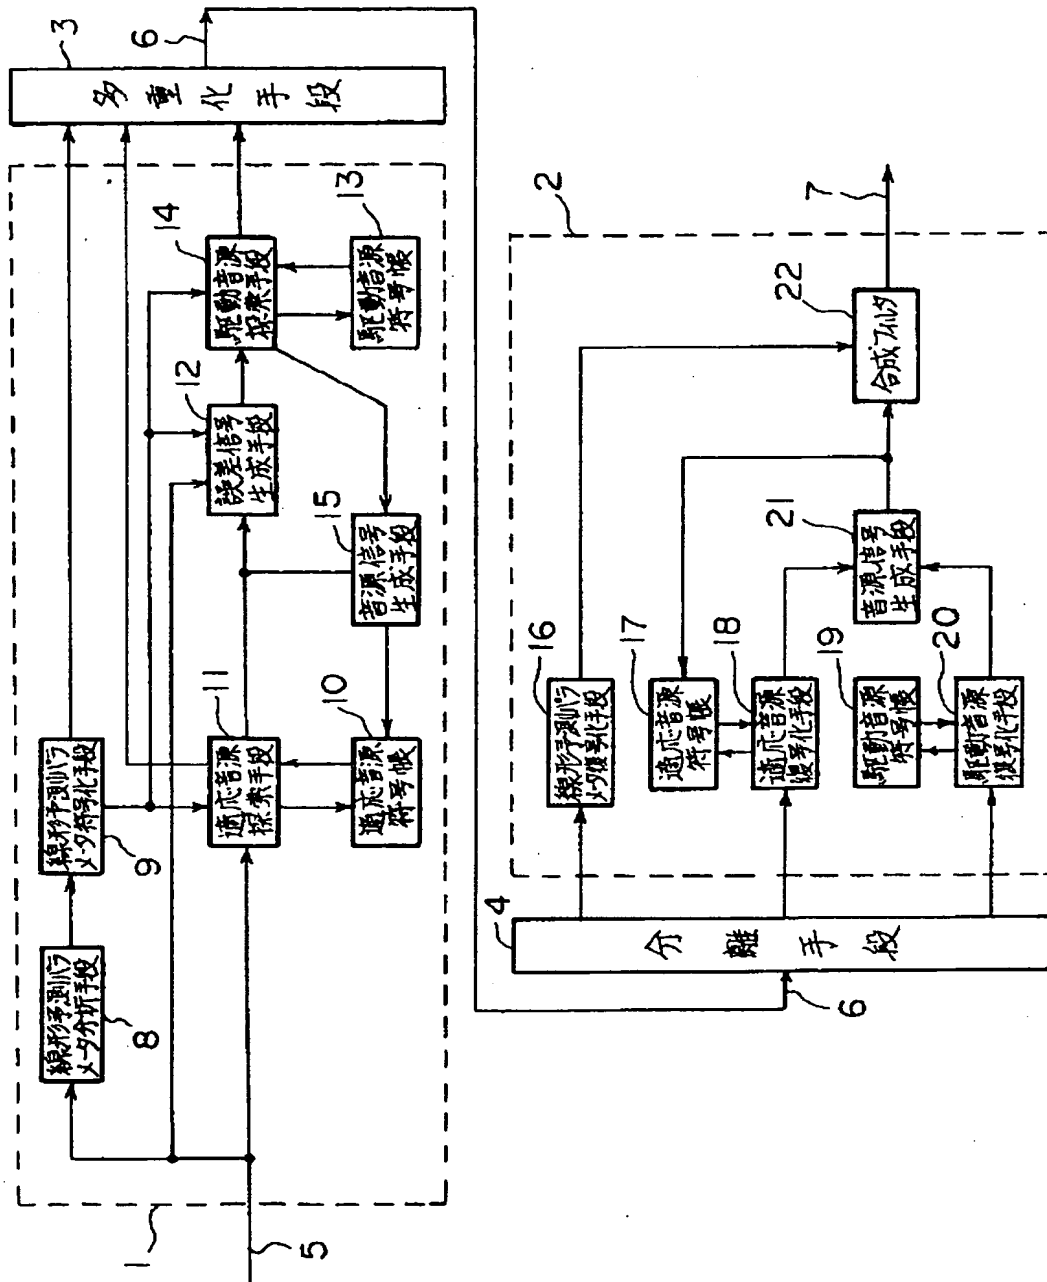 1
5
線形予測パラ
メータ分析手段
8
線形予測パラ
メータ符号化手段
9
適応音源
探索手段
11
適応音源
符号帳
10
誤差信号
生成手段
12
音源信号
生成手段
15
駆動音源
探索手段
14
駆動音源
符号帳
13
多重化手段
3
6
6
分離手段
4
2
線形予測パラ
メータ復号化手段
16
適応音源
符号帳
17
適応音源
復号化手段
18
駆動音源
符号帳
19
駆動音源
復号化手段
20
音源信号
生成手段
21
合成フィルタ
22
7